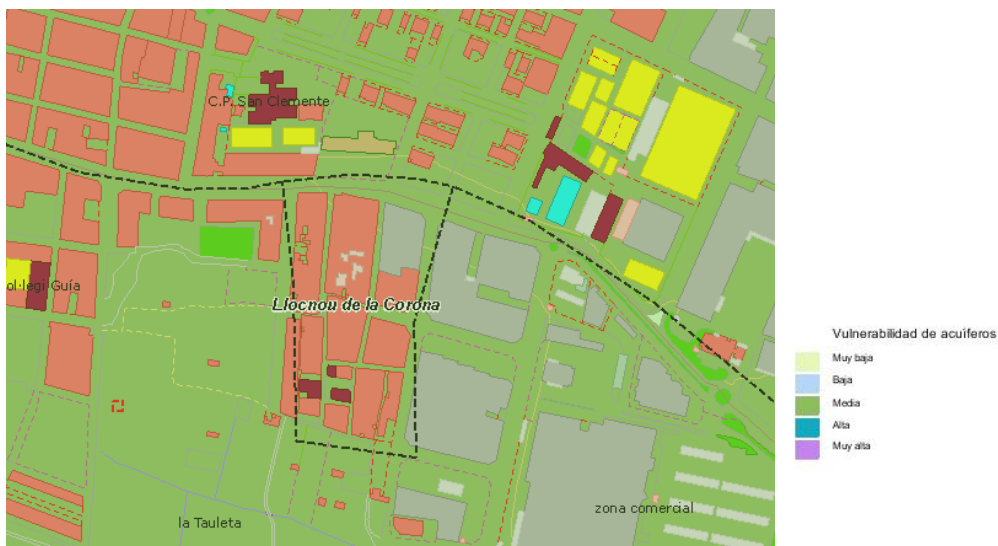 C.P. San Clemente
ol·legi Guía
Llocnou de la Corona
la Tauleta
zona comercial
Vulnerabilidad de acuíferos
Muy baja
Baja
Media
Alta
Muy alta